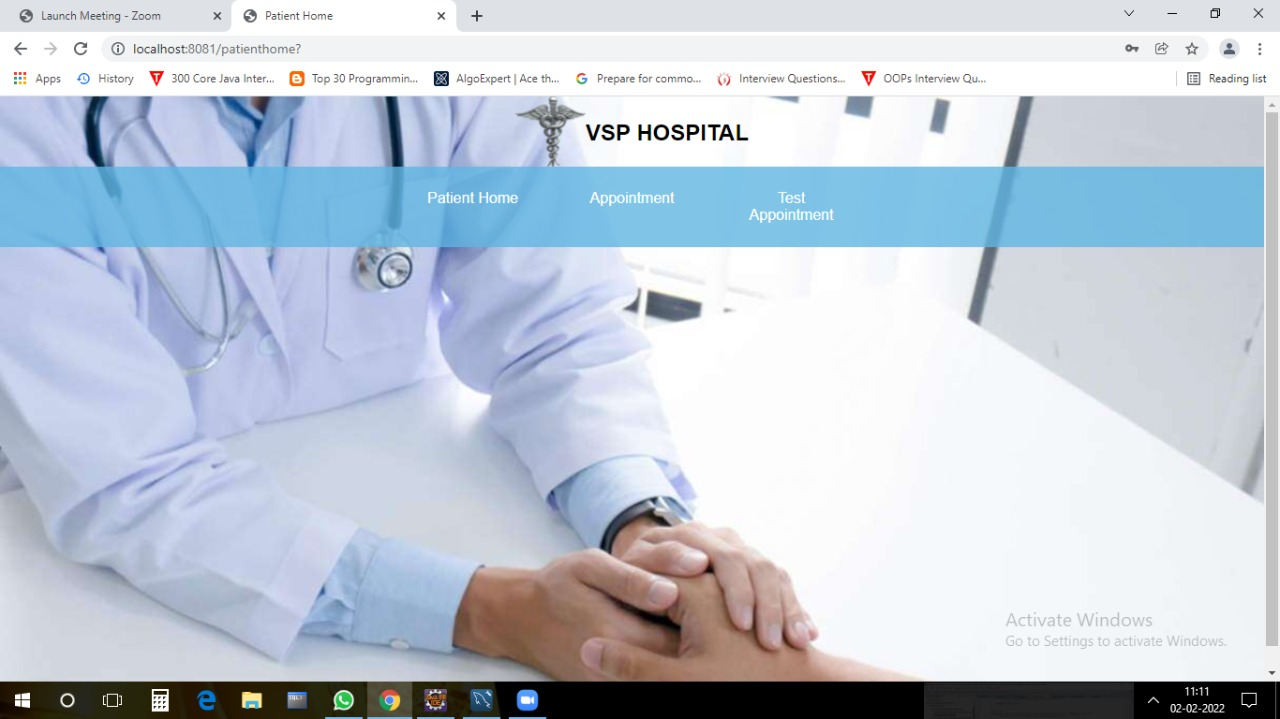 Launch Meeting - Zoom
Patient Home
localhost:8081/patienthome?
Apps
History
300 Core Java Inter...
Top 30 Programmin...
AlgoExpert | Ace th...
Prepare for commo...
Interview Questions...
OOPs Interview Qu...
Reading list
VSP HOSPITAL
Patient Home
Appointment
Test
Appointment
Activate Windows
Go to Settings to activate Windows.
11:11
02-02-2022